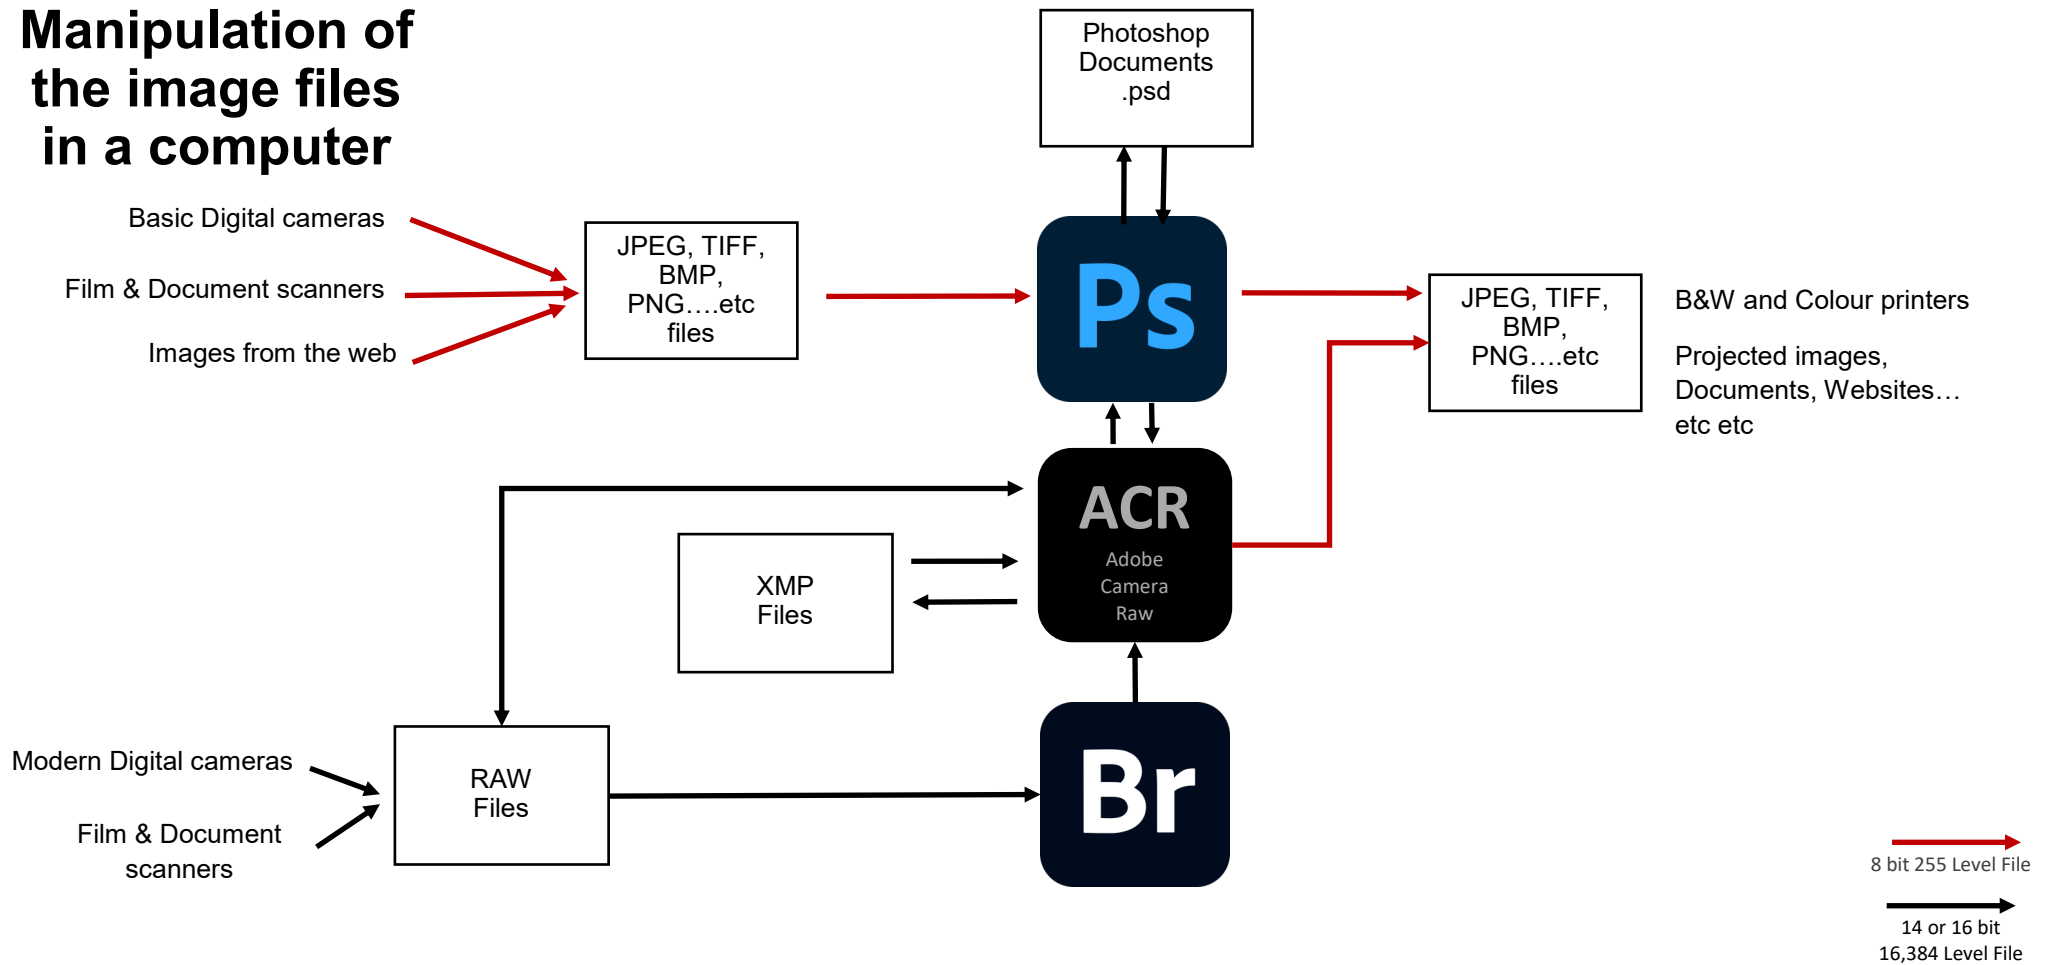 Manipulation of
the image files
in a computer
Photoshop
Documents
.psd
Basic Digital cameras
Film & Document scanners
Images from the web
JPEG, TIFF,
BMP,
PNG….etc
files
Ps
JPEG, TIFF,
BMP,
PNG….etc
files
B&W and Colour printers
Projected images,
Documents, Websites…
etc etc
ACR
Adobe
Camera
Raw
XMP
Files
Modern Digital cameras
Film & Document
scanners
RAW
Files
Br
8 bit 255 Level File
14 or 16 bit
16,384 Level File